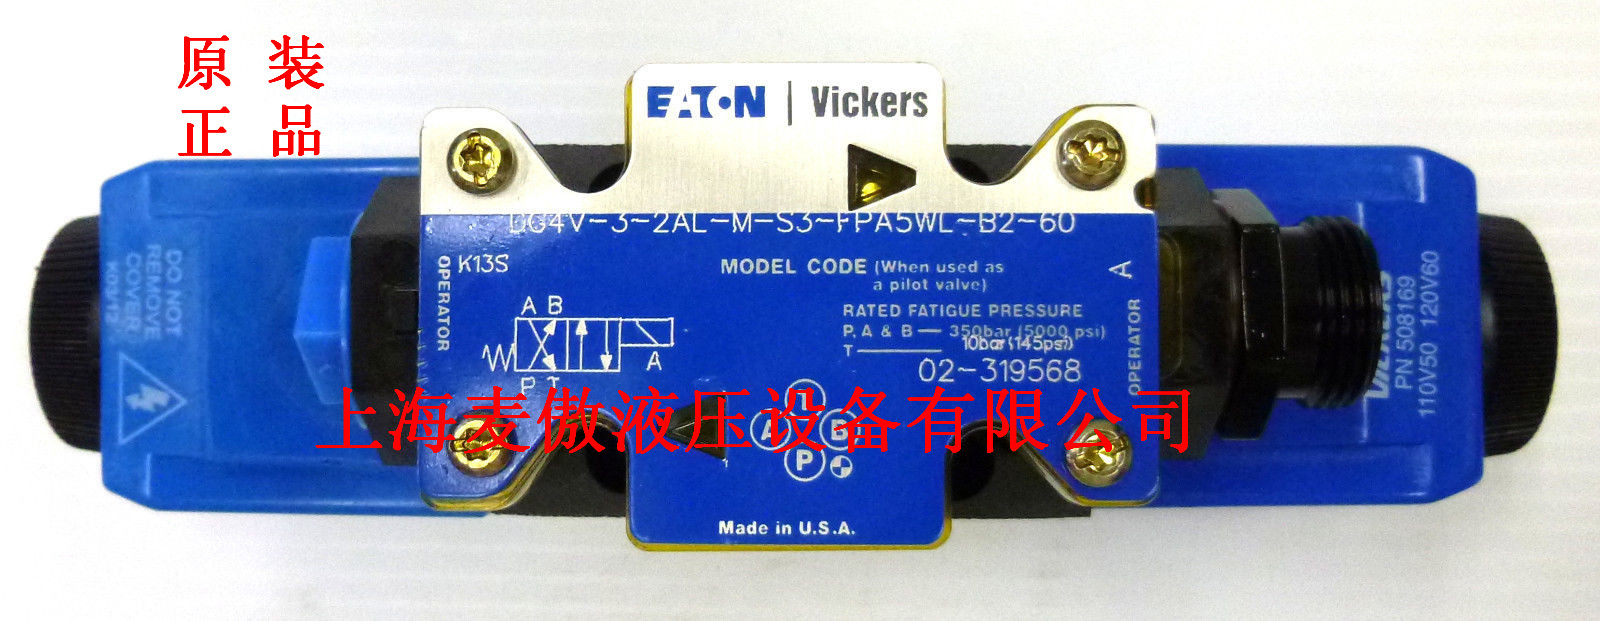 原 装
正 品
EATON | Vickers
DG4V-3-2AL-M-S3-FPA5WL-B2-60
K13S
MODEL CODE (When used as
a pilot valve)
RATED FATIGUE PRESSURE
P, A & B — 350bar (5000 psi)
T — 10bar (145psi)
02-319568
OPERATOR
A B
A
P T
OPERATOR A
上海麦傲液压设备有限公司
L
A B
P
Made in U.S.A.
DO NOT
REMOVE
COVER
VICKERS
PN 508169
110V50 120V60